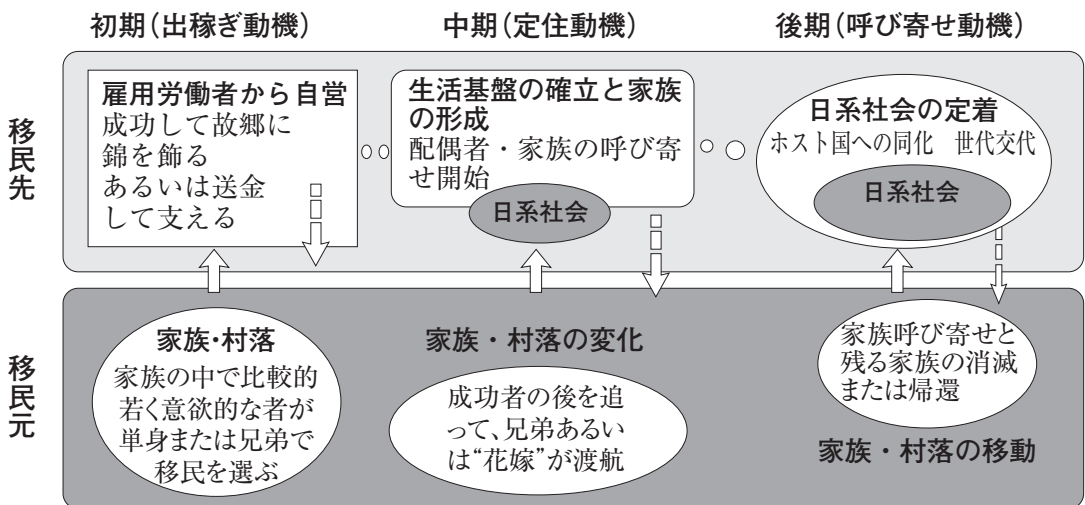 初期（出稼ぎ動機）
中期（定住動機）
後期（呼び寄せ動機）
移民先
雇用労働者から自営
成功して故郷に
錦を飾る
あるいは送金
して支える
生活基盤の確立と家族
の形成
配偶者・家族の呼び寄
せ開始
日系社会
日系社会の定着
ホスト国への同化　世代交代
日系社会
移民元
家族・村落
家族の中で比較的
若く意欲的な者が
単身または兄弟で
移民を選ぶ
家族・村落の変化
成功者の後を追
って、兄弟あるい
は“花嫁”が渡航
家族呼び寄せと
残る家族の消滅
または帰還
家族・村落の移動